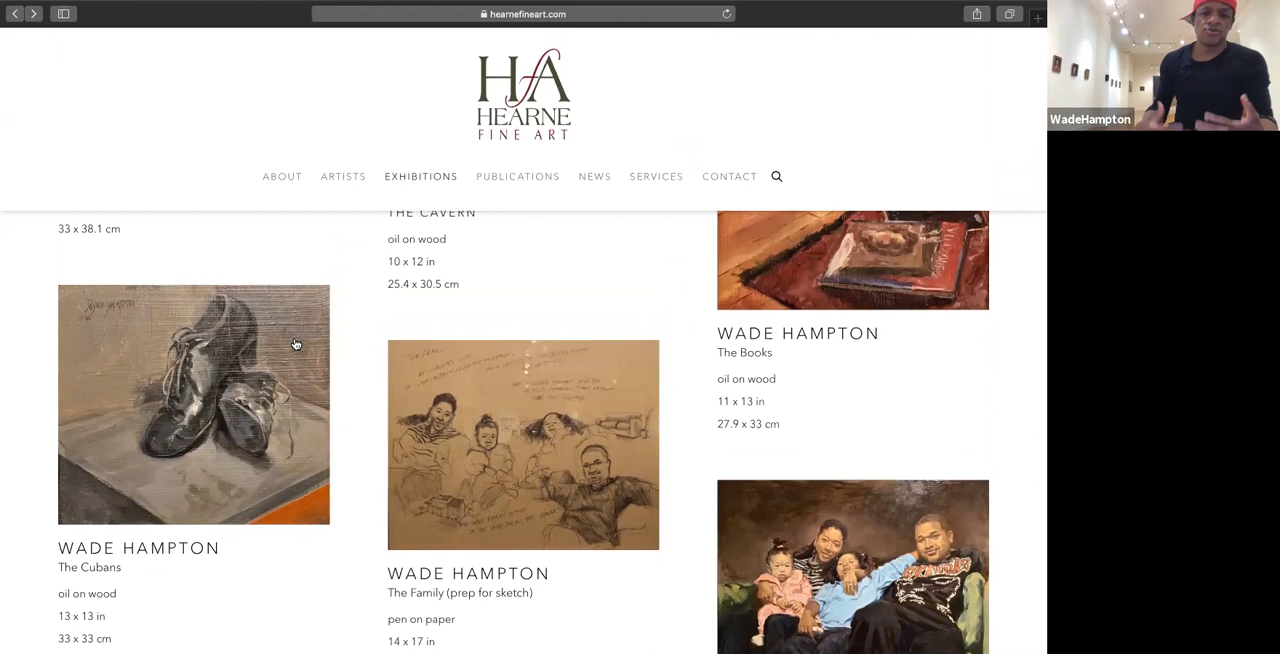 hearnefineart.com
HfA
HEARNE
FINE ART
ABOUT ARTISTS EXHIBITIONS PUBLICATIONS NEWS SERVICES CONTACT
WadeHampton
33 x 38.1 cm
THE CAVERN
oil on wood
10 x 12 in
25.4 x 30.5 cm
WADE HAMPTON
The Books
oil on wood
11 x 13 in
27.9 x 33 cm
WADE HAMPTON
The Cubans
oil on wood
13 x 13 in
33 x 33 cm
WADE HAMPTON
The Family (prep for sketch)
pen on paper
14 x 17 in